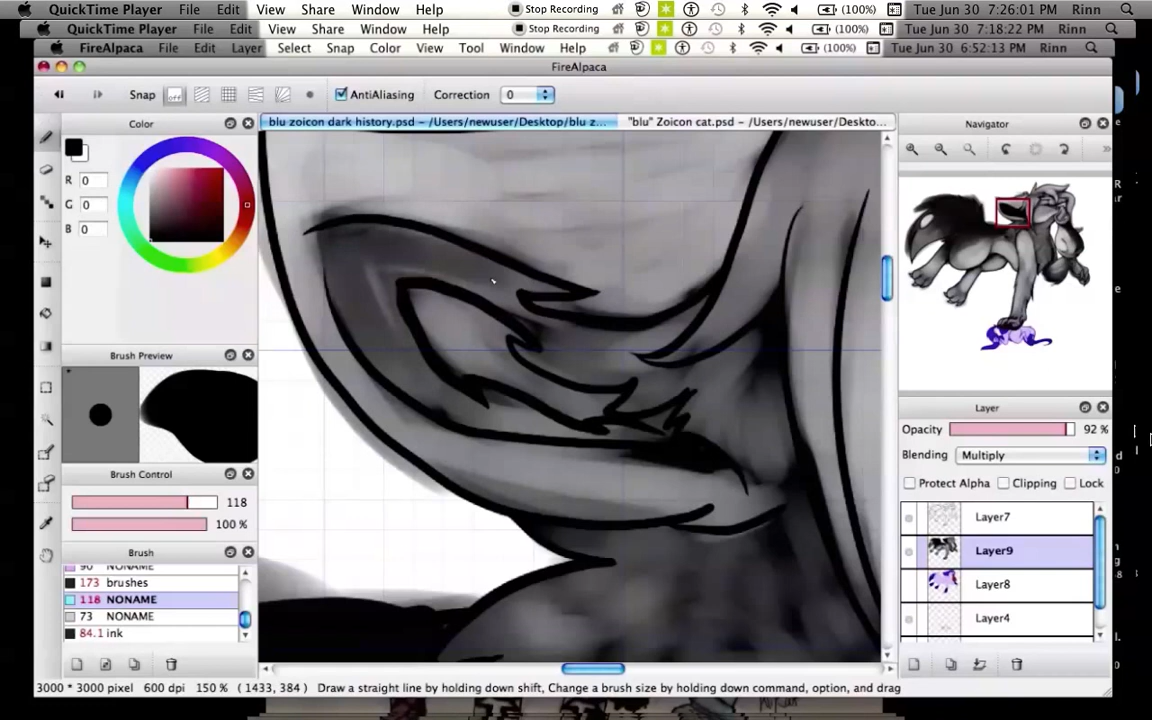 QuickTime Player File Edit View Share Window Help Stop Recording (100%) Tue Jun 30 7:26:01 PM Rinn
QuickTime Player File Edit View Share Window Help Stop Recording (100%) Tue Jun 30 7:18:22 PM Rinn
FireAlpaca File Edit Layer Select Snap Color View Tool Window Help (100%) Tue Jun 30 6:52:13 PM Rinn
FireAlpaca
Snap off AntiAliasing Correction 0
Color
blu zoicon dark history.psd – /Users/newuser/Desktop/blu z...
"blu" Zoicon cat.psd – /Users/newuser/Deskto...
Navigator
R 0
G 0
B 0
Brush Preview
Layer
Opacity 92 %
Blending Multiply
Brush Control
Protect Alpha Clipping Lock
118
100 %
Layer7
Brush
Layer9
90 NONAME
173 brushes
Layer8
118 NONAME
73 NONAME
Layer4
84.1 ink
3000 * 3000 pixel 600 dpi 150 % ( 1433, 384 ) Draw a straight line by holding down shift, Change a brush size by holding down command, option, and drag